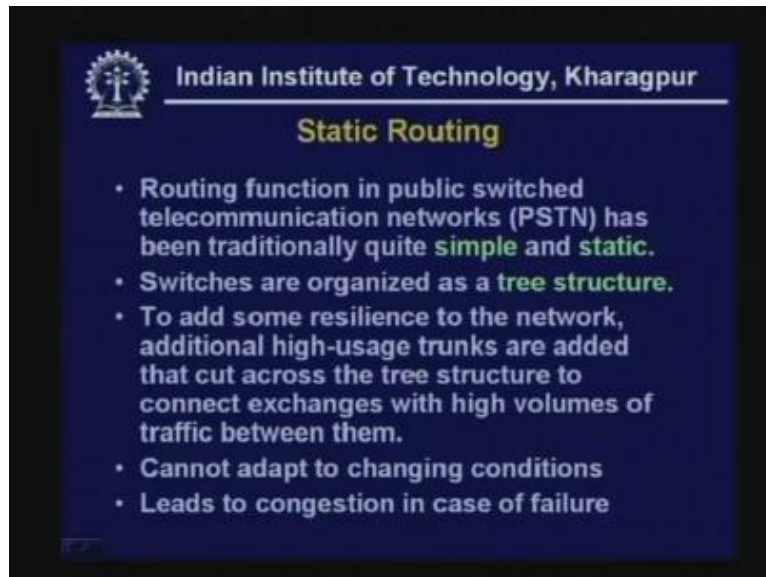 Indian Institute of Technology, Kharagpur
Static Routing
• Routing function in public switched
telecommunication networks (PSTN) has
been traditionally quite simple and static.
• Switches are organized as a tree structure.
• To add some resilience to the network,
additional high-usage trunks are added
that cut across the tree structure to
connect exchanges with high volumes of
traffic between them.
• Cannot adapt to changing conditions
• Leads to congestion in case of failure